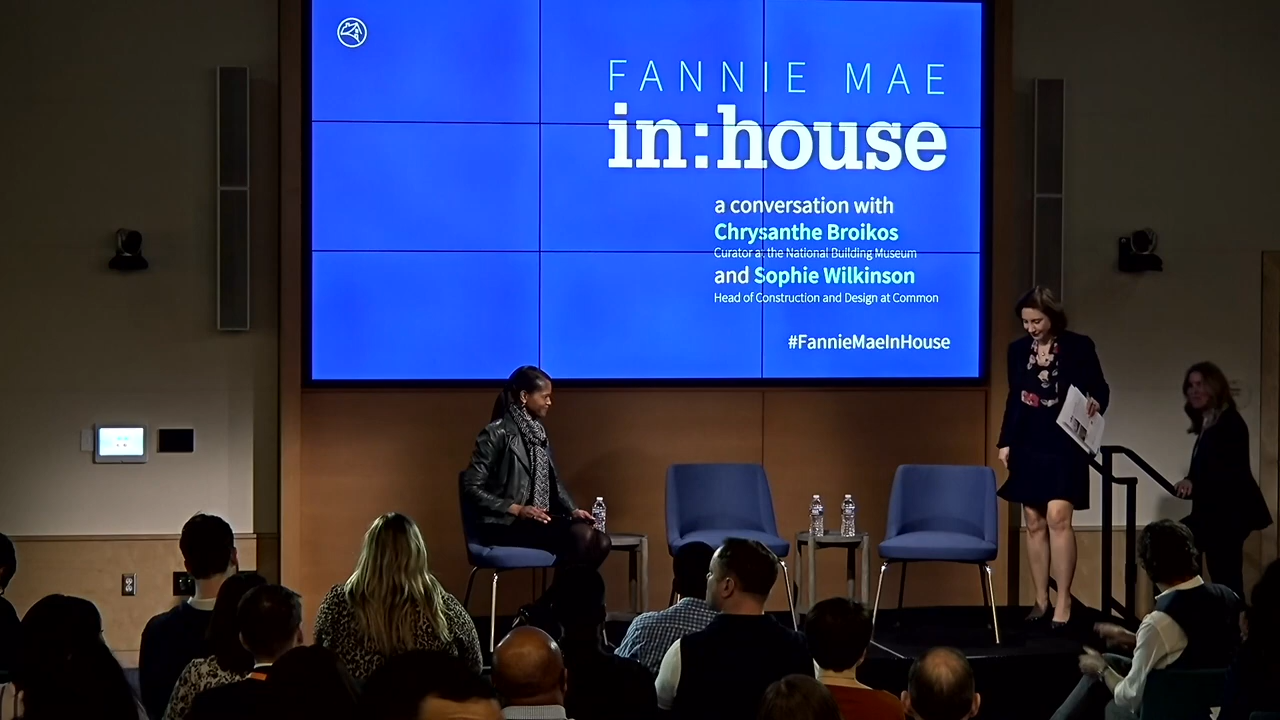 FANNIE MAE
in:house
a conversation with
Chrysanthe Broikos
Curator at the National Building Museum
and Sophie Wilkinson
Head of Construction and Design at Common
#FannieMaeInHouse